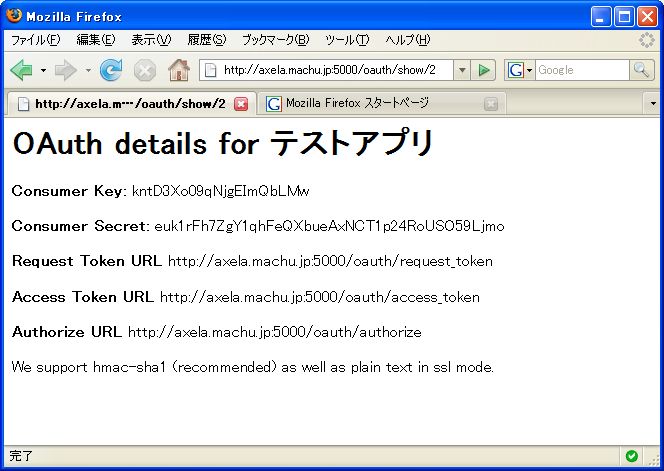 Mozilla Firefox
ファイル(F) 編集(E) 表示(V) 履歴(S) ブックマーク(B) ツール(T) ヘルプ(H)
http://axela.machu.jp:5000/oauth/show/2 G Google
http://axela.m…/oauth/show/2 G Mozilla Firefox スタートページ
OAuth details for テストアプリ
Consumer Key: kntD3Xo09qNjgEImQbLMw
Consumer Secret: euk1rFh7ZgY1qhFeQXbueAxNCT1p24RoUSO59Ljmo
Request Token URL http://axela.machu.jp:5000/oauth/request_token
Access Token URL http://axela.machu.jp:5000/oauth/access_token
Authorize URL http://axela.machu.jp:5000/oauth/authorize
We support hmac-sha1 (recommended) as well as plain text in ssl mode.
完了